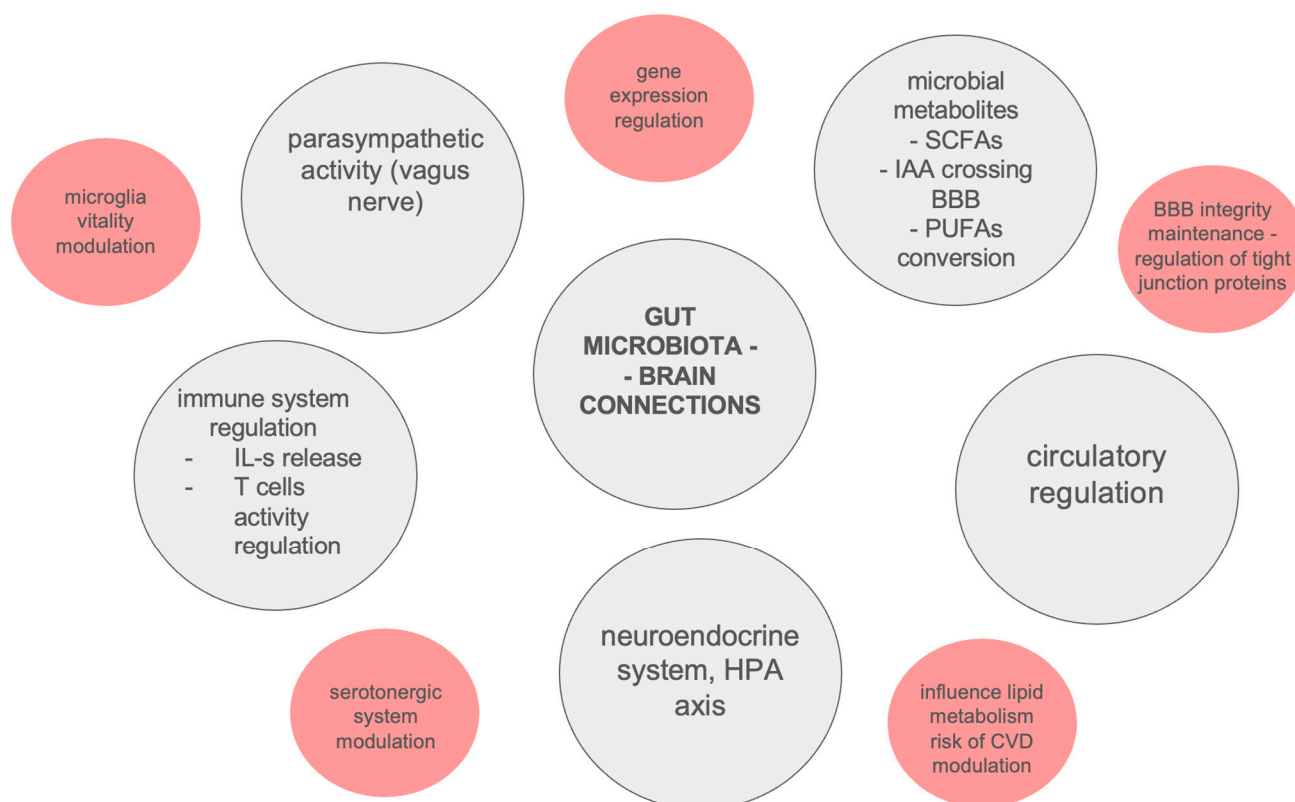 gene
expression
regulation
microbial
metabolites
- SCFAs
- IAA crossing
BBB
- PUFAs
conversion
parasympathetic
activity (vagus
nerve)
microglia
vitality
modulation
BBB integrity
maintenance -
regulation of tight
junction proteins
GUT
MICROBIOTA -
- BRAIN
CONNECTIONS
immune system
regulation
- IL-s release
- T cells
activity
regulation
circulatory
regulation
neuroendocrine
system, HPA
axis
serotonergic
system
modulation
influence lipid
metabolism
risk of CVD
modulation